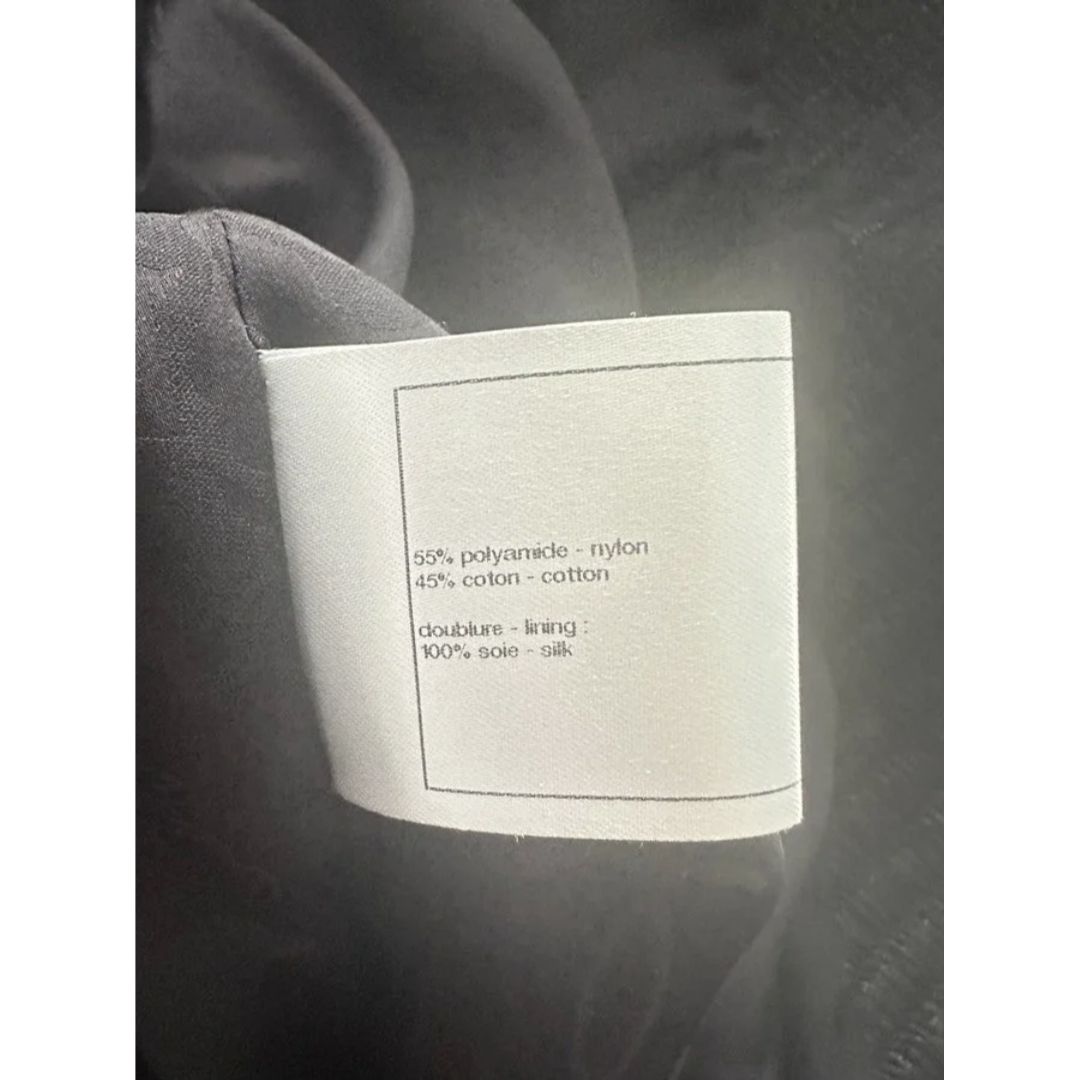 55% polyamide - nylon
45% coton - cotton
doublure - lining :
100% soie - silk